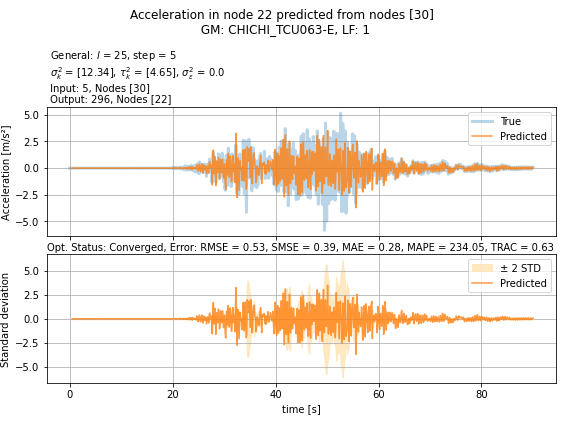 Acceleration in node 22 predicted from nodes [30]
GM: CHICHI_TCU063-E, LF: 1
General: l = 25, step = 5
σ²ₖ = [12.34], τ²ₖ = [4.65], σ²ε = 0.0
Input: 5, Nodes [30]
Output: 296, Nodes [22]
Acceleration [m/s²]
5.0
2.5
0.0
−2.5
−5.0
True
Predicted
Opt. Status: Converged, Error: RMSE = 0.53, SMSE = 0.39, MAE = 0.28, MAPE = 234.05, TRAC = 0.63
Standard deviation
5.0
2.5
0.0
−2.5
−5.0
± 2 STD
Predicted
0 20 40 60 80
time [s]